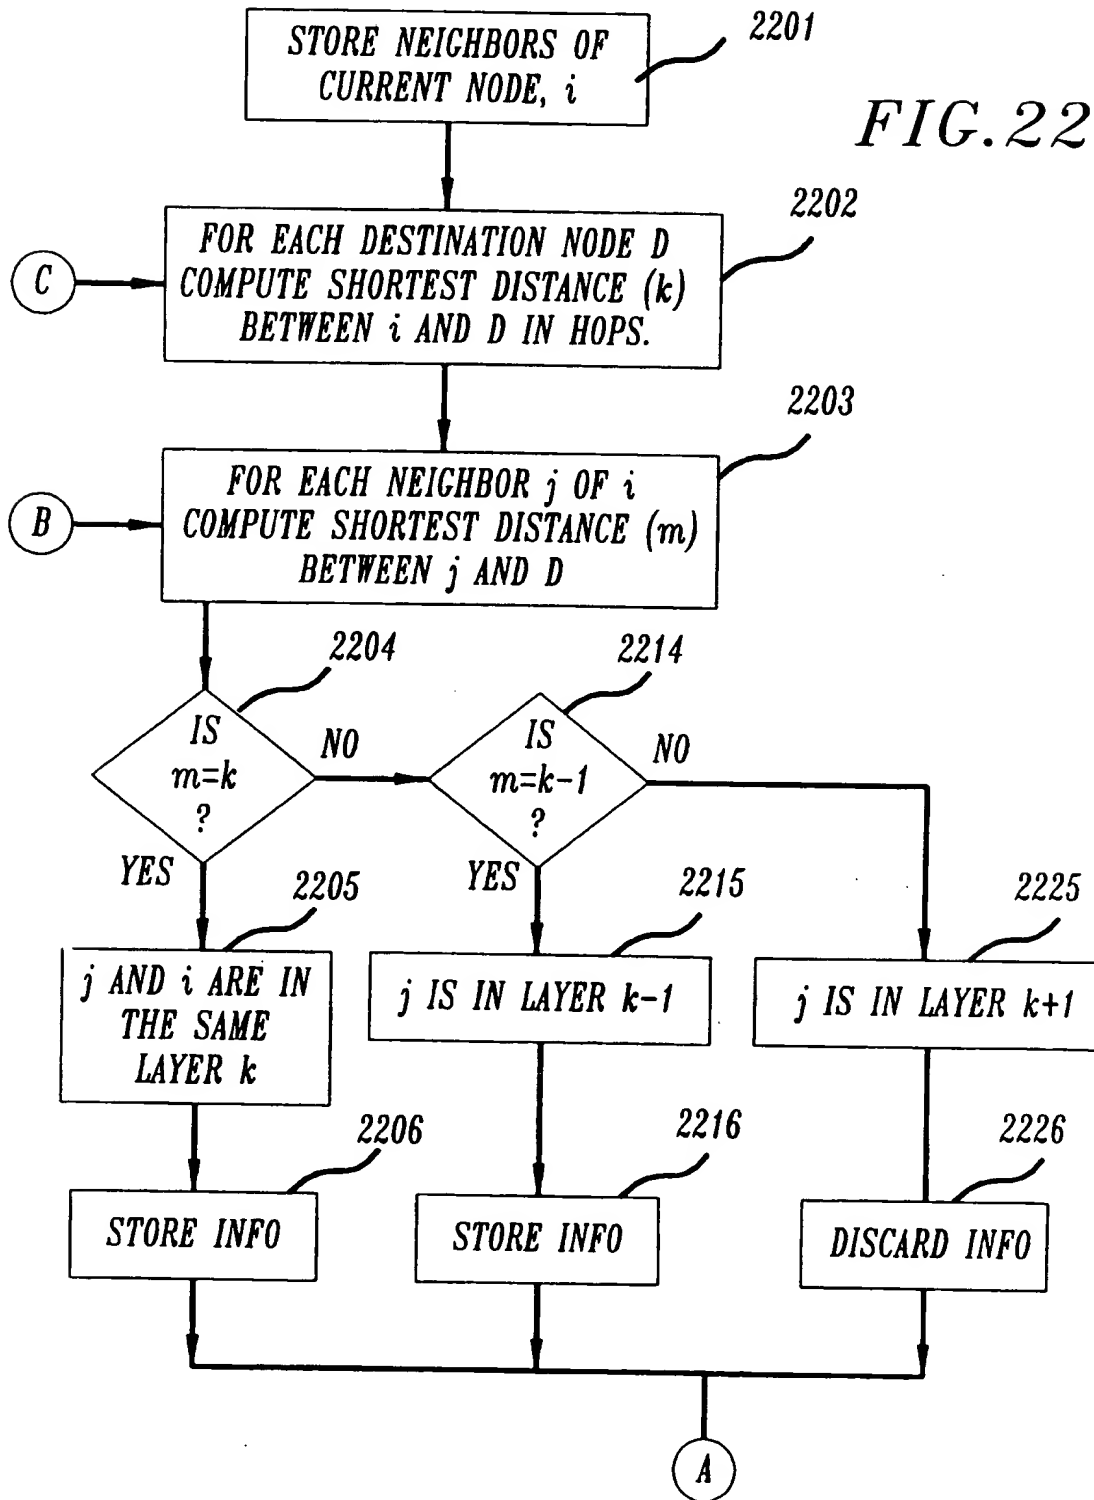 2201
STORE NEIGHBORS OF
CURRENT NODE, i
FIG.22
2202
FOR EACH DESTINATION NODE D
COMPUTE SHORTEST DISTANCE (k)
BETWEEN i AND D IN HOPS.
C
2203
FOR EACH NEIGHBOR j OF i
COMPUTE SHORTEST DISTANCE (m)
BETWEEN j AND D
B
2204
IS
m=k
?
NO
YES
2214
IS
m=k-1
?
NO
YES
2205
j AND i ARE IN
THE SAME
LAYER k
2215
j IS IN LAYER k-1
2225
j IS IN LAYER k+1
2206
STORE INFO
2216
STORE INFO
2226
DISCARD INFO
A